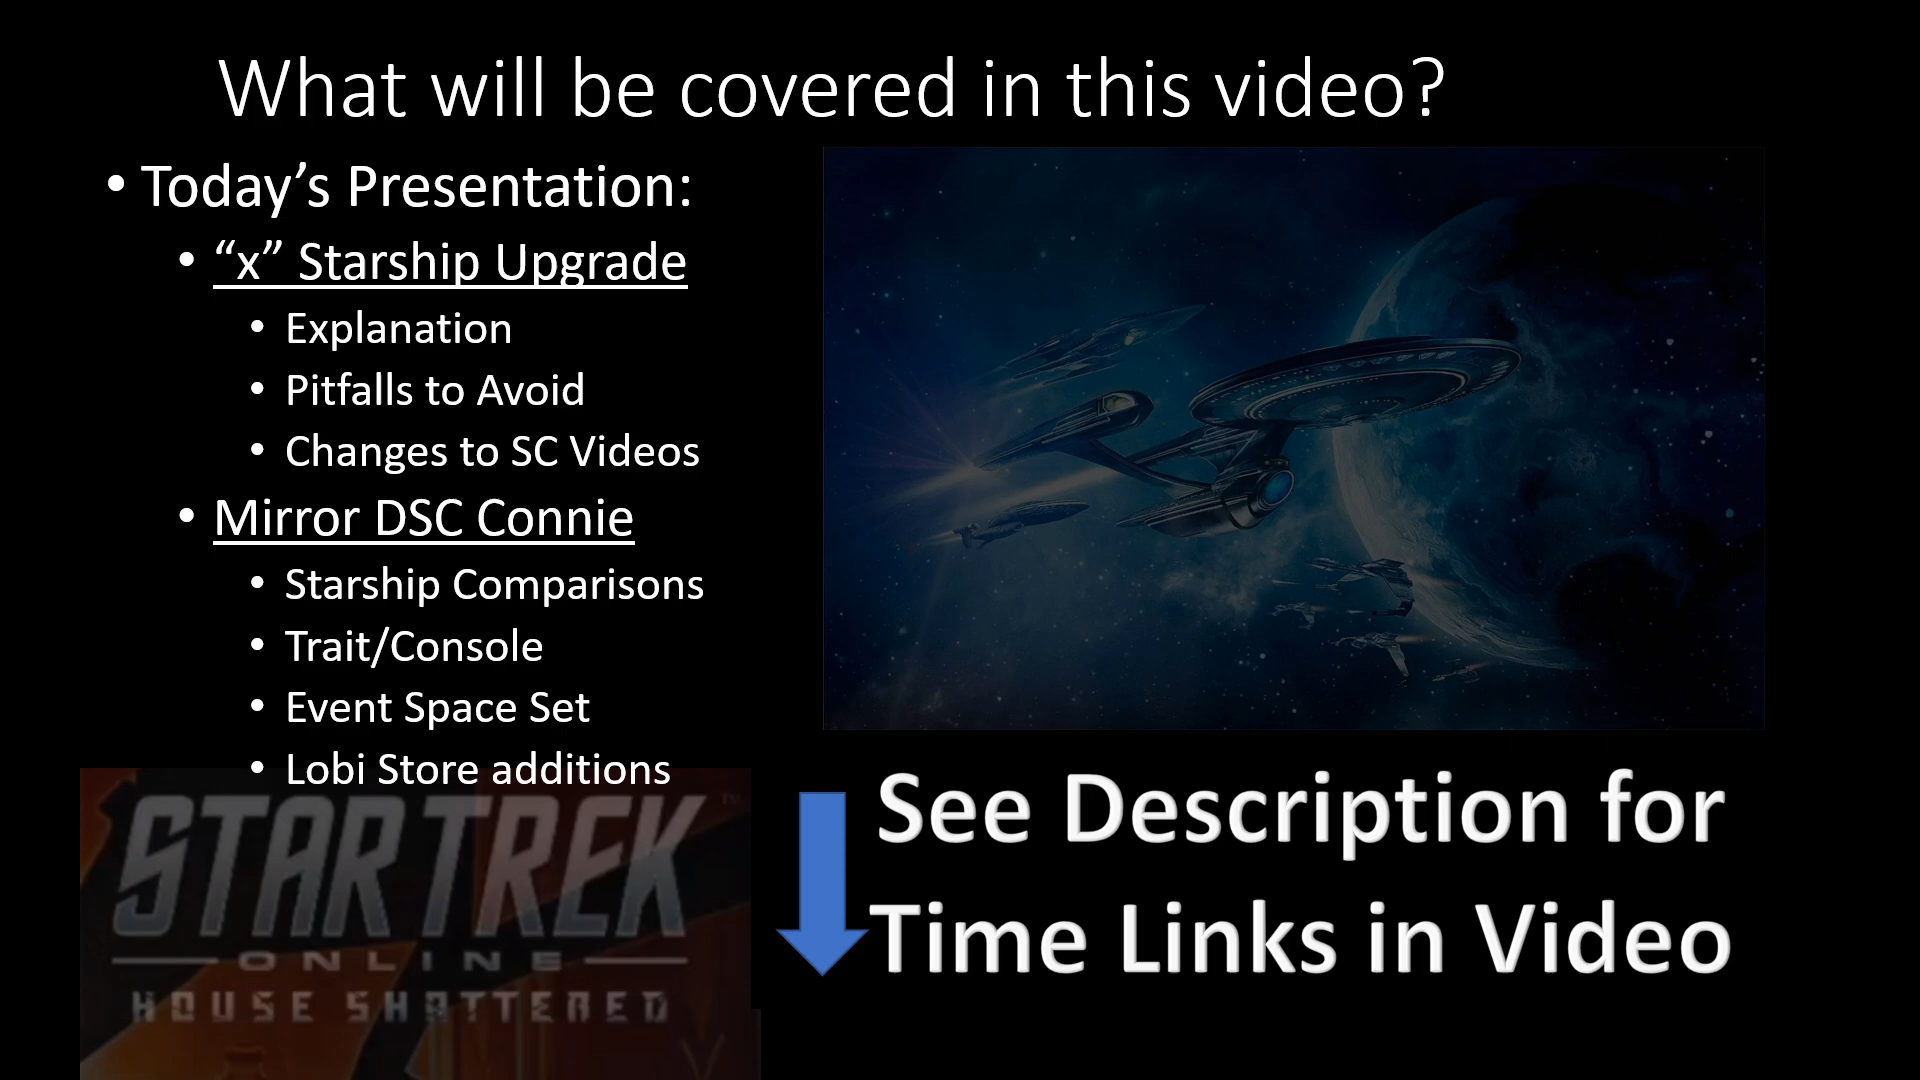 What will be covered in this video?
• Today’s Presentation:
• “x” Starship Upgrade
• Explanation
• Pitfalls to Avoid
• Changes to SC Videos
• Mirror DSC Connie
• Starship Comparisons
• Trait/Console
• Event Space Set
• Lobi Store additions
STAR TREK™
ONLINE
HOUSE SHATTERED
See Description for
Time Links in Video